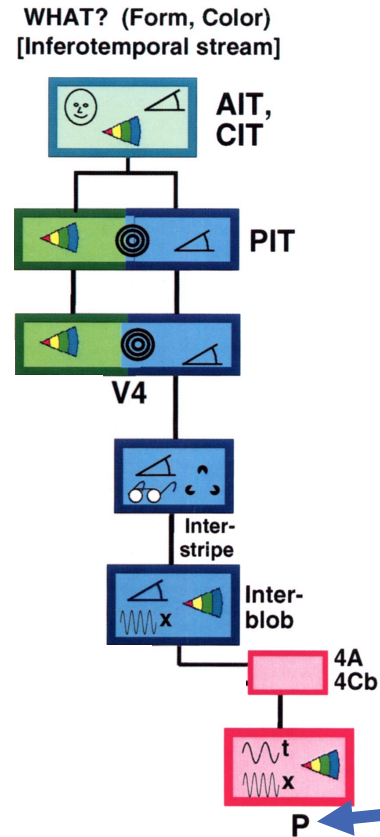 WHAT? (Form, Color)
[Inferotemporal stream]
AIT,
CIT
PIT
V4
Inter-
stripe
Inter-
blob
x
4A
4Cb
t
x
P